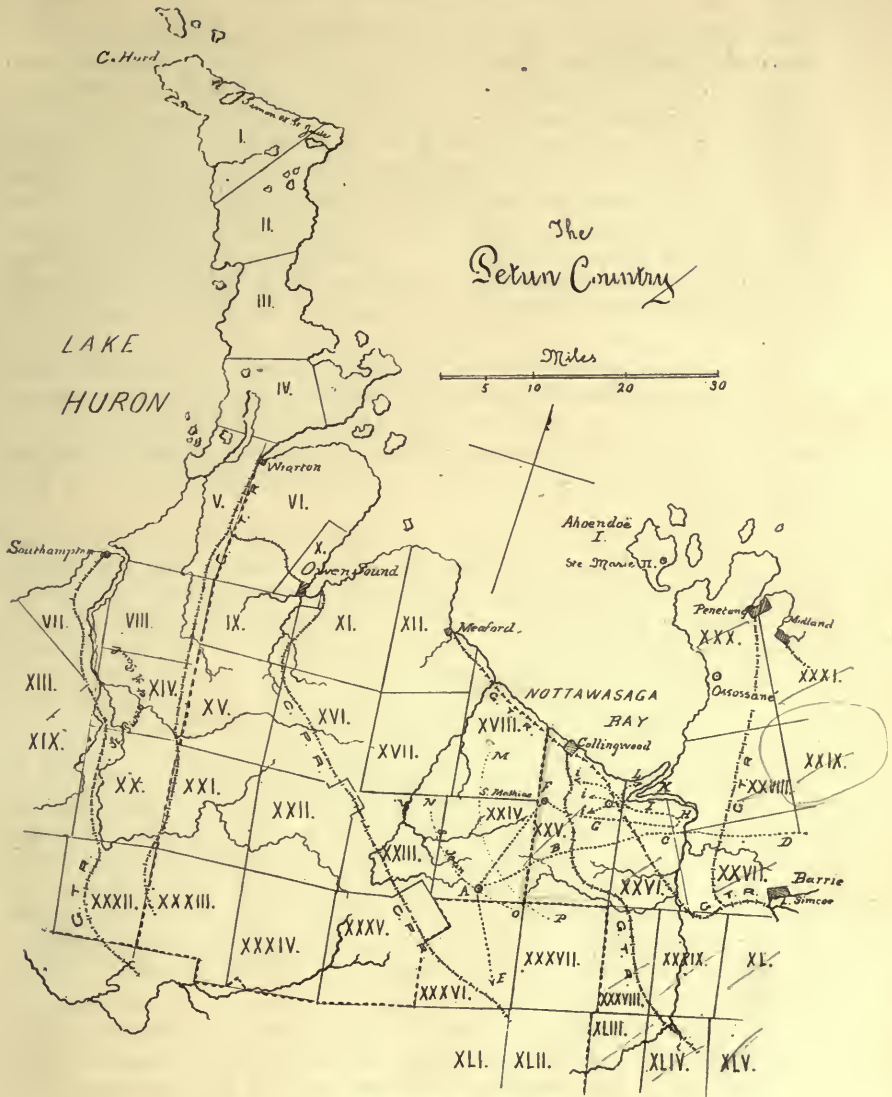 C. Hurd
I.
II.
The
Petun Country
III.
LAKE
HURON
Miles
5 10 20 30
IV.
Wiarton
V.
G.T.R.
VI.
X.
Owen Sound
Southampton
Ahoendoë
I.
Ste Marie II.
Penetang
Midland
XXX.
XXXI.
VII.
VIII.
IX.
XI.
XII.
Meaford.
Ossossané
NOTTAWASAGA
BAY
XIII.
XIV.
XV.
XVI.
XVII.
XVIII.
G.T.R.
Collingwood
C.P.R.
XIX.
XX.
XXI.
XXII.
M
N
S. Mathias
F
L
K
I
H
G
XXIII.
XXIV.
XXV.
B
C
D
XXVI.
XXVII.
XXVIII.
XXIX.
G.T.R.
Barrie
L. Simcoe
S. Jean
A
O
P
E
G.T.R.
XXXII.
XXXIII.
XXXIV.
XXXV.
C.P.R.
XXXVI.
XXXVII.
G.T.R.
XXXVIII.
XXXIX.
XL.
XLI.
XLII.
XLIII.
XLIV.
XLV.